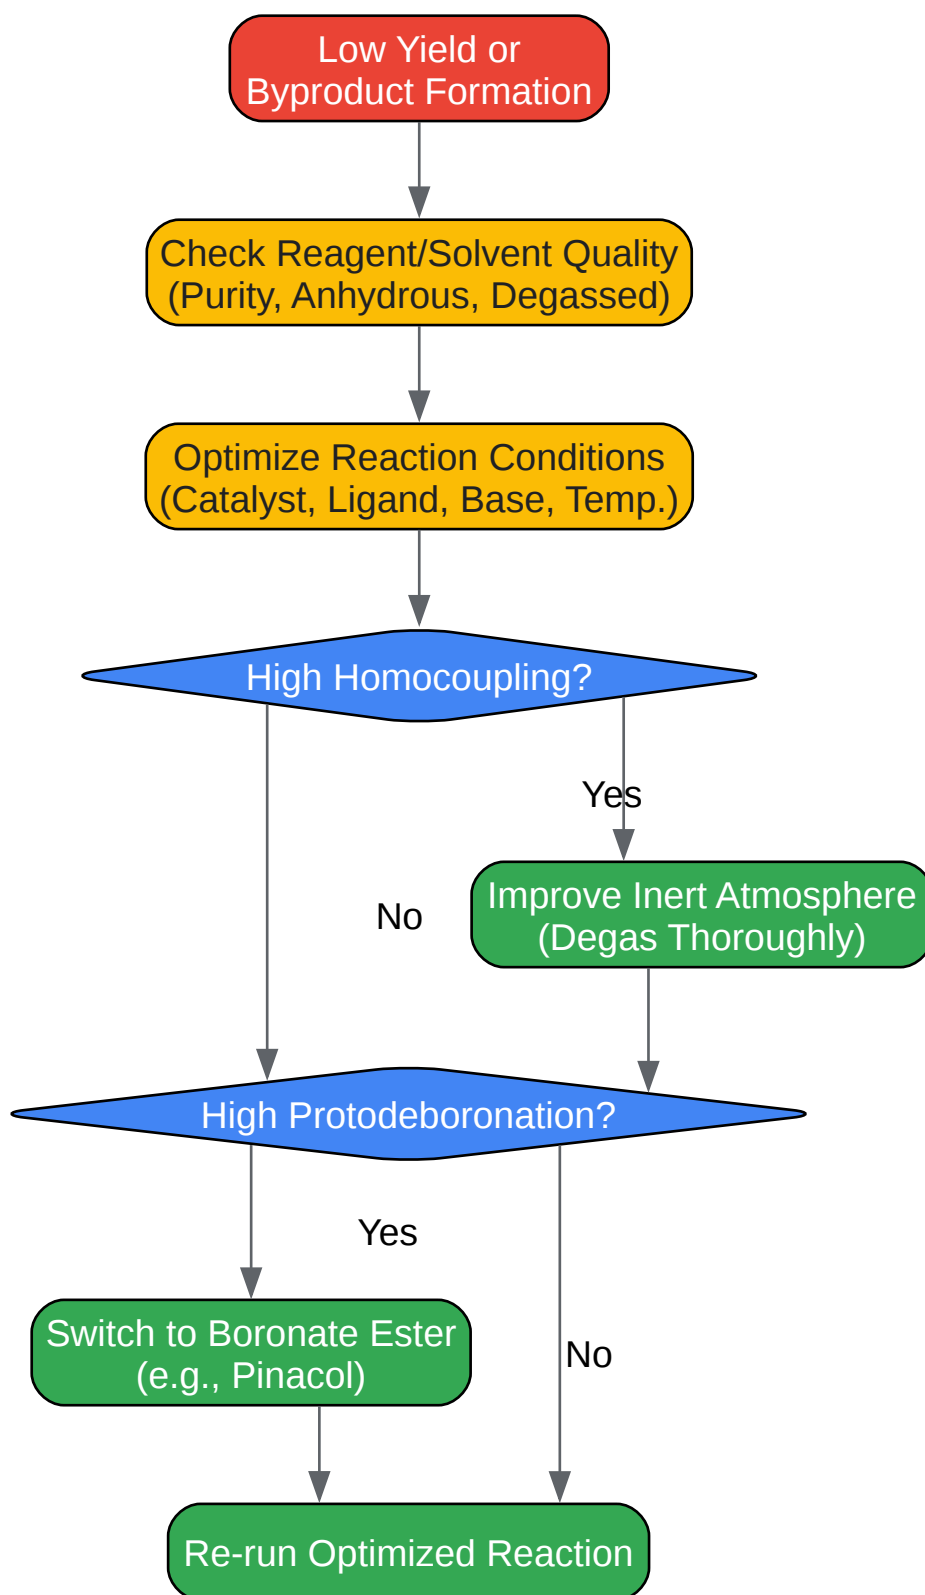 Low Yield or
Byproduct Formation
Check Reagent/Solvent Quality
(Purity, Anhydrous, Degassed)
Optimize Reaction Conditions
(Catalyst, Ligand, Base, Temp.)
High Homocoupling?
Yes
Improve Inert Atmosphere
(Degas Thoroughly)
No
High Protodeboronation?
Yes
Switch to Boronate Ester
(e.g., Pinacol)
No
Re-run Optimized Reaction